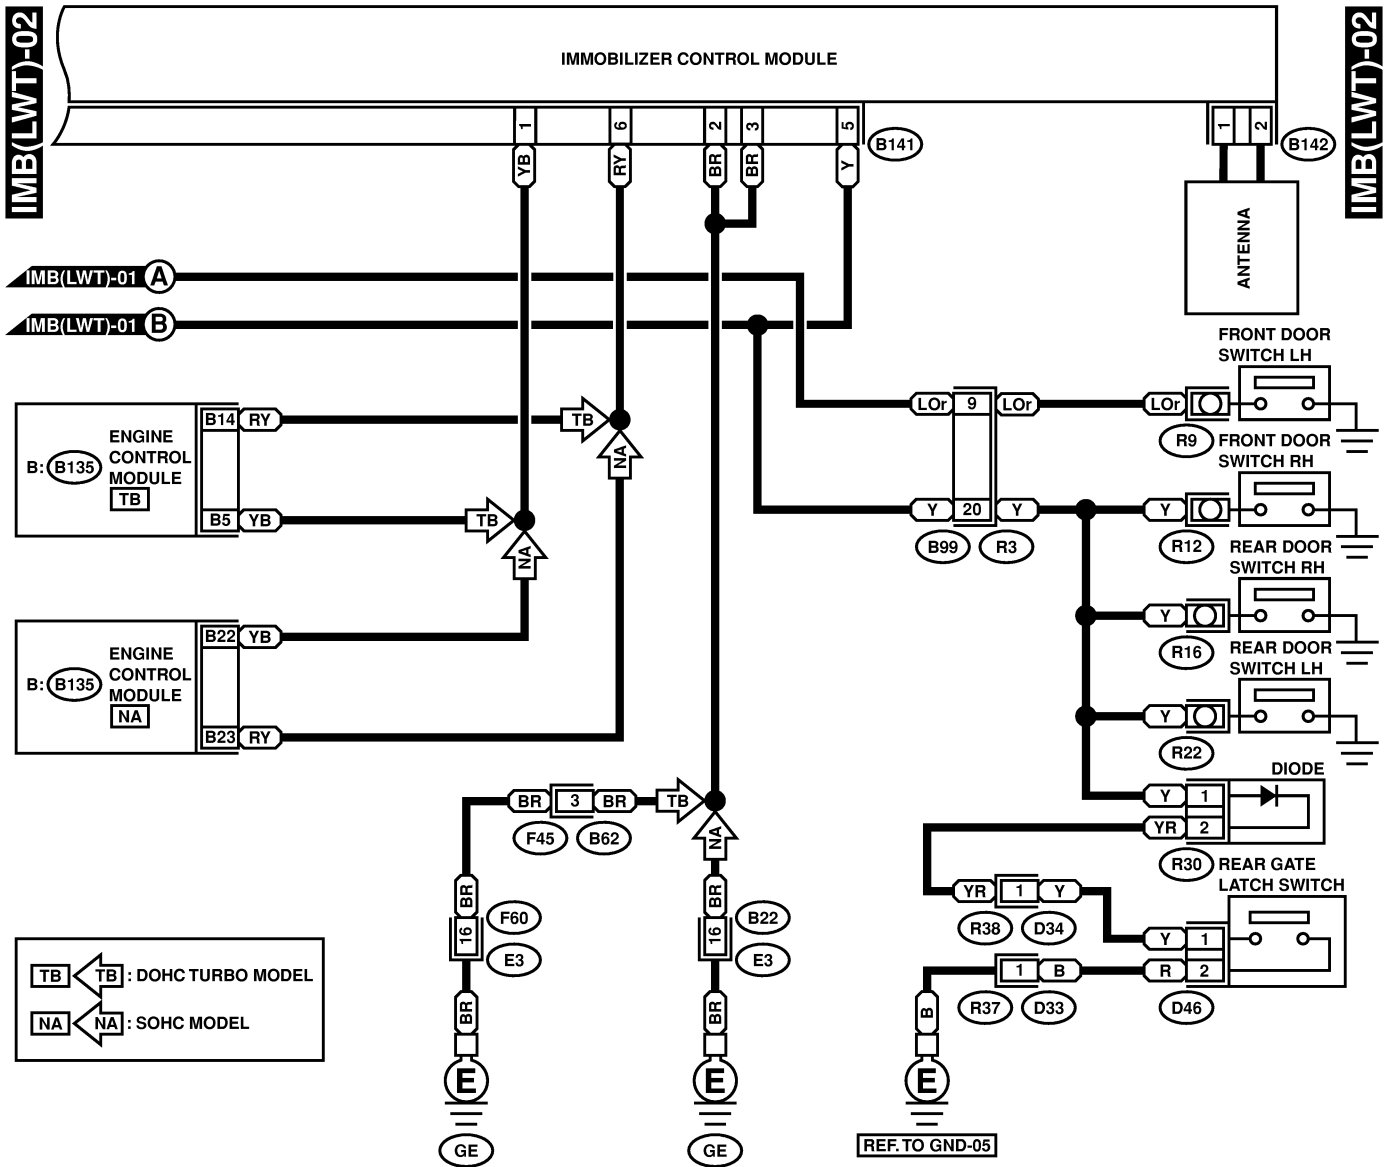 IMB(LWT)-02
IMB(LWT)-02
IMMOBILIZER CONTROL MODULE
1 6 2 3 5
B141
1 2
B142
YB RY BR BR Y
ANTENNA
IMB(LWT)-01 A
IMB(LWT)-01 B
FRONT DOOR
SWITCH LH
LOr 9 LOr
LOr
R9
B14 RY
TB
ENGINE
CONTROL
MODULE
TB
B: B135
NA
FRONT DOOR
SWITCH RH
B5 YB
TB
Y 20 Y
Y
B99 R3
R12
NA
REAR DOOR
SWITCH RH
Y
R16
B22 YB
ENGINE
CONTROL
MODULE
NA
B: B135
REAR DOOR
SWITCH LH
Y
R22
B23 RY
DIODE
BR 3 BR
TB
Y 1
YR 2
F45 B62
NA
R30
REAR GATE
LATCH SWITCH
BR
BR
YR 1 Y
R38 D34
16
F60
E3
16
B22
E3
Y 1
R 2
1 B
R37 D33
D46
TB TB : DOHC TURBO MODEL
NA NA : SOHC MODEL
BR
BR
B
E
E
E
GE
GE
REF. TO GND-05